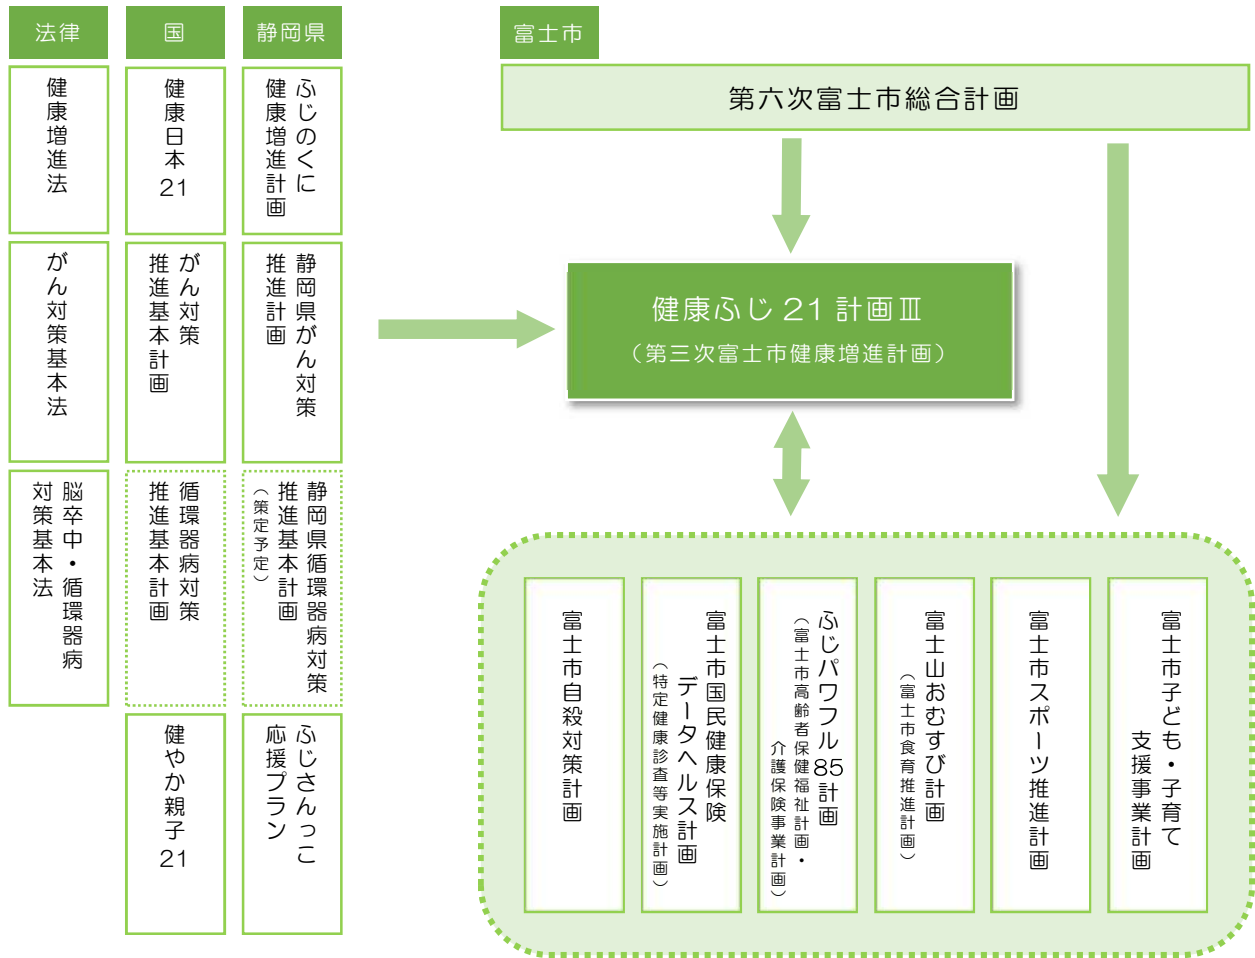 法律
国
静岡県
富士市
健康増進法
健康日本21
ふじのくに
健康増進計画
がん対策基本法
がん対策
推進基本計画
静岡県がん対策
推進計画
脳卒中・循環器病
対策基本法
循環器病対策
推進基本計画
静岡県循環器病対策
推進基本計画
（策定予定）
健やか親子21
ふじさんっこ
応援プラン
第六次富士市総合計画
健康ふじ 21 計画Ⅲ
（第三次富士市健康増進計画）
富士市自殺対策計画
富士市国民健康保険
データヘルス計画
（特定健康診査等実施計画）
ふじパワフル85計画
（富士市高齢者保健福祉計画・
介護保険事業計画）
富士山おむすび計画
（富士市食育推進計画）
富士市スポーツ推進計画
富士市子ども・子育て
支援事業計画